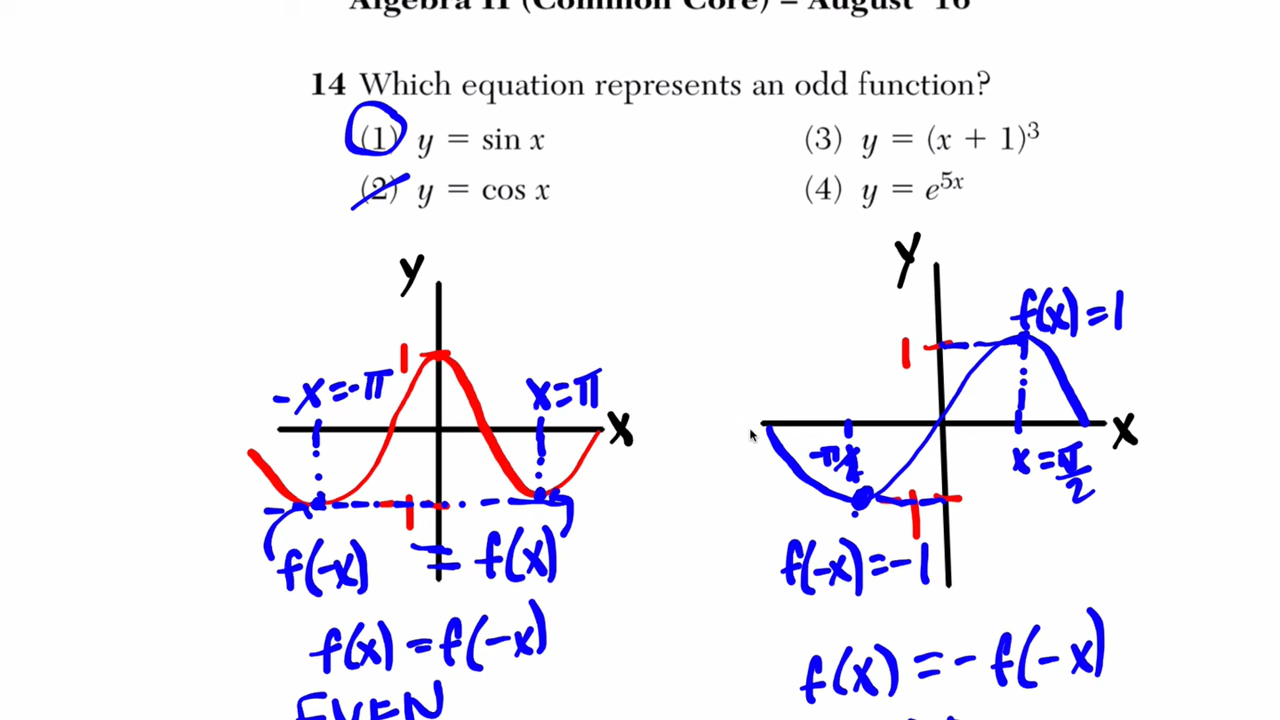 Algebra II (Common Core) – August '16
14 Which equation represents an odd function?
(1) y = sin x
(2) y = cos x
(3) y = (x + 1)³
(4) y = e⁵ˣ
y
1
-x=-π
x=π
x
-1
f(-x) = f(x)
f(x) = f(-x)
EVEN
y
f(x)=1
1
x
-π/2
x=π/2
-1
f(-x)=-1
f(x) = -f(-x)